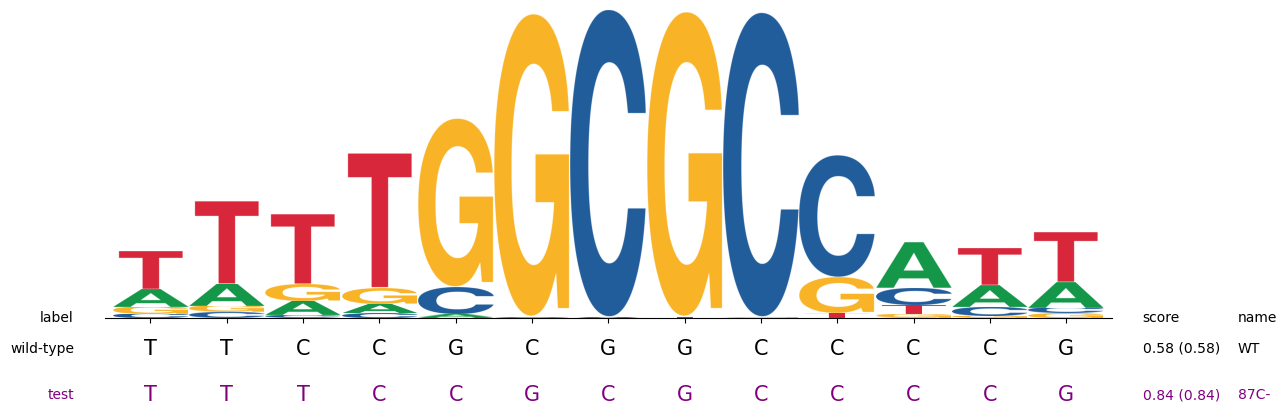 T T T T G G C G C C A T T
A A G G C G C A A
G G A A A T T C C
C C C C G G G
label score name
wild-type T T C C G C G G C C C C G 0.58 (0.58) WT
test T T T C C G C G C C C C G 0.84 (0.84) 87C-